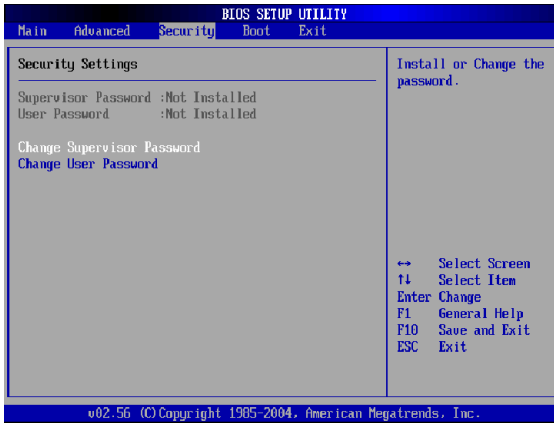 BIOS SETUP UTILITY
Main Advanced Security Boot Exit
Security Settings
Supervisor Password :Not Installed
User Password :Not Installed
Change Supervisor Password
Change User Password
Install or Change the
password.
↔ Select Screen
↑↓ Select Item
Enter Change
F1 General Help
F10 Save and Exit
ESC Exit
v02.56 (C)Copyright 1985-2004, American Megatrends, Inc.